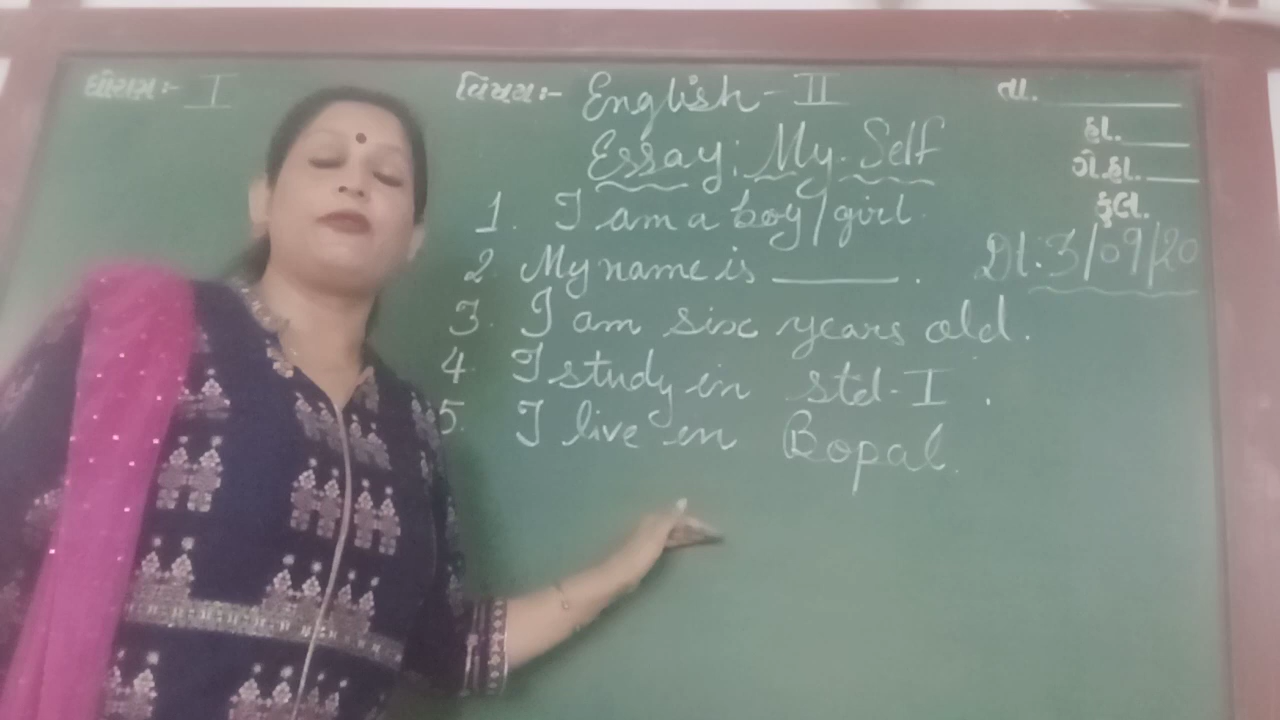 ધોરણ:- I
વિષય:- English - II
તા.
Essay: My Self
હા.
ગે.હા.
1. I am a boy/girl.
કુલ.
2. My name is ______.
Dt: 3/09/20
3. I am six years old.
4. I study in std-I.
5. I live in Bopal.